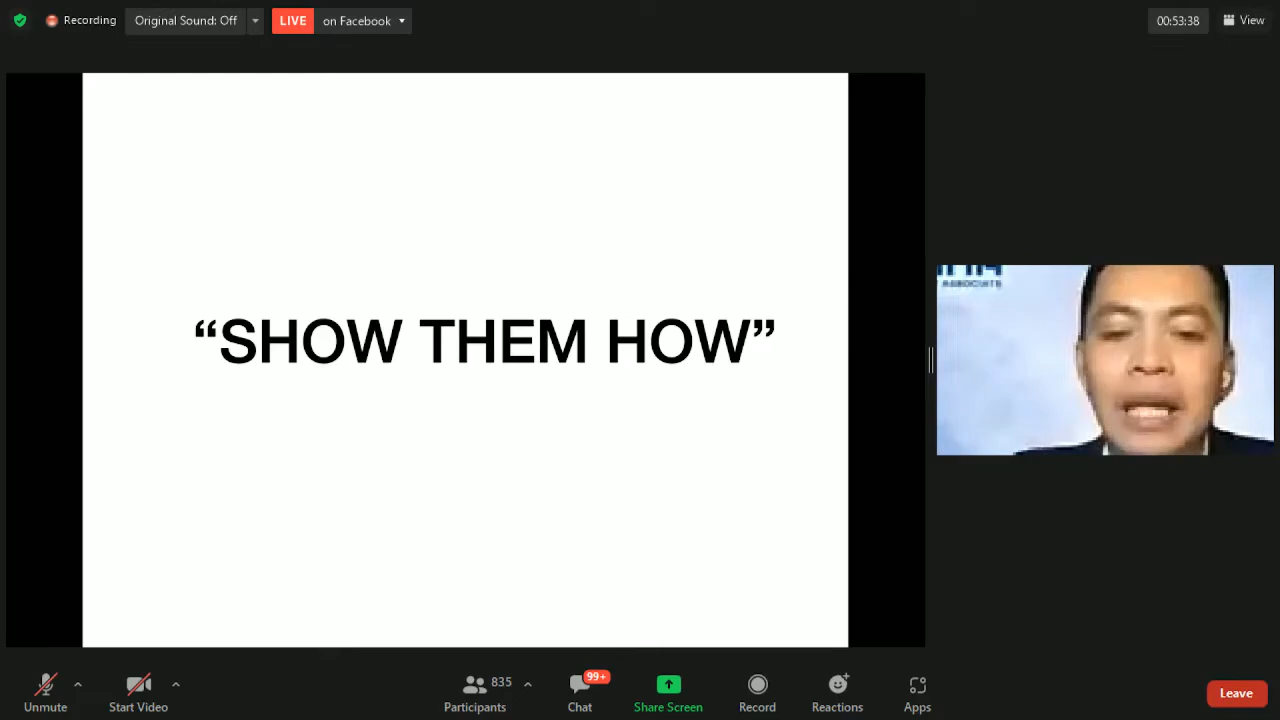 Recording
Original Sound: Off
LIVE
on Facebook
00:53:38
View
“SHOW THEM HOW”
ASSOCIATE
Unmute
Start Video
835
Participants
99+
Chat
Share Screen
Record
Reactions
Apps
Leave